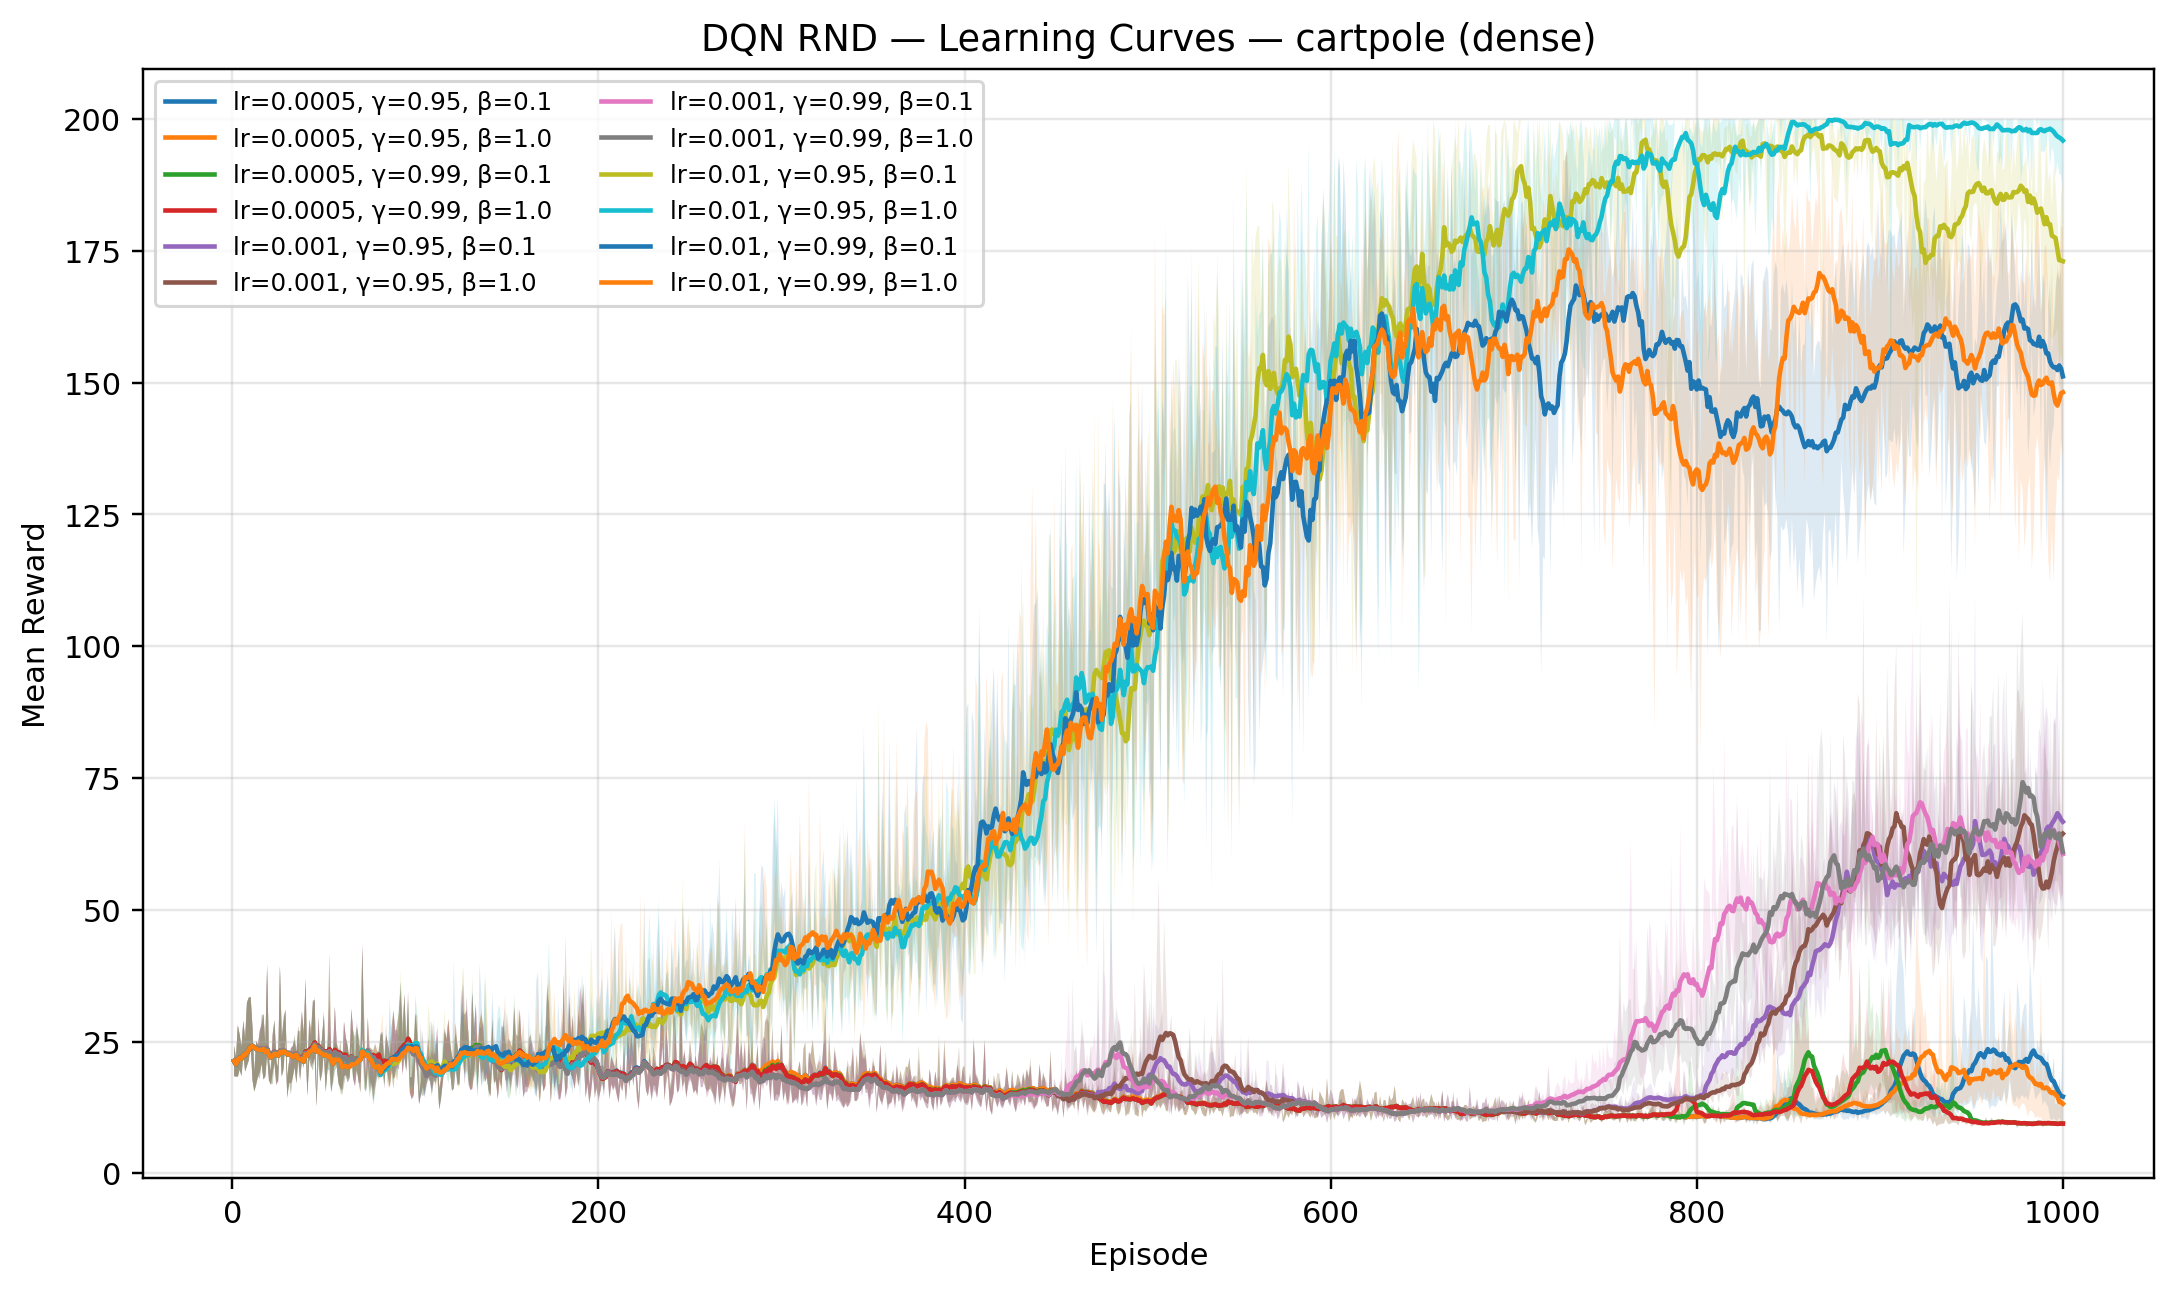 DQN RND — Learning Curves — cartpole (dense)
lr=0.0005, γ=0.95, β=0.1
lr=0.0005, γ=0.95, β=1.0
lr=0.0005, γ=0.99, β=0.1
lr=0.0005, γ=0.99, β=1.0
lr=0.001, γ=0.95, β=0.1
lr=0.001, γ=0.95, β=1.0
lr=0.001, γ=0.99, β=0.1
lr=0.001, γ=0.99, β=1.0
lr=0.01, γ=0.95, β=0.1
lr=0.01, γ=0.95, β=1.0
lr=0.01, γ=0.99, β=0.1
lr=0.01, γ=0.99, β=1.0
Mean Reward
200
175
150
125
100
75
50
25
0
0 200 400 600 800 1000
Episode